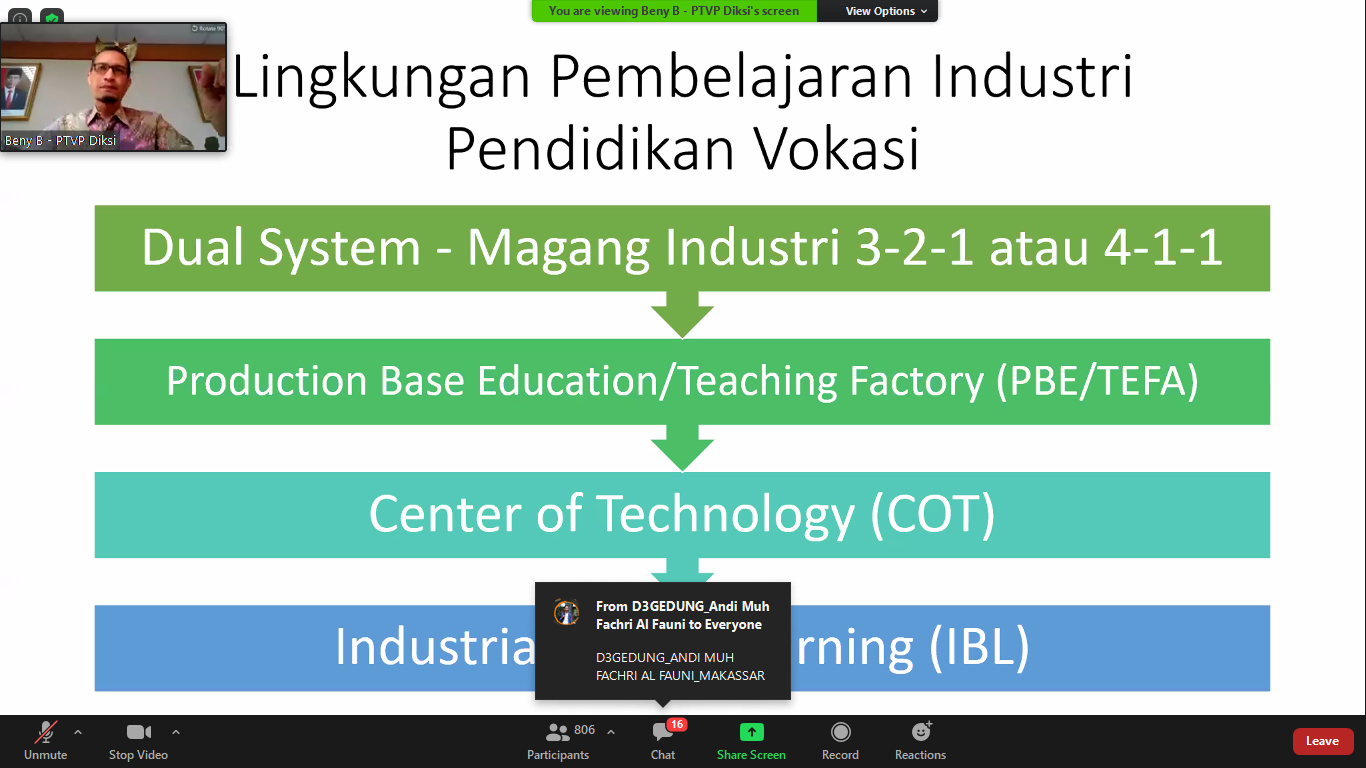 You are viewing Beny B - PTVP Diksi's screen
View Options
Rotate 90°
Beny B - PTVP Diksi
Lingkungan Pembelajaran Industri
Pendidikan Vokasi
Dual System - Magang Industri 3-2-1 atau 4-1-1
Production Base Education/Teaching Factory (PBE/TEFA)
Center of Technology (COT)
Industria
rning (IBL)
From D3GEDUNG_Andi Muh
Fachri Al Fauni to Everyone
D3GEDUNG_ANDI MUH
FACHRI AL FAUNI_MAKASSAR
Unmute
Stop Video
806
Participants
16
Chat
Share Screen
Record
Reactions
Leave